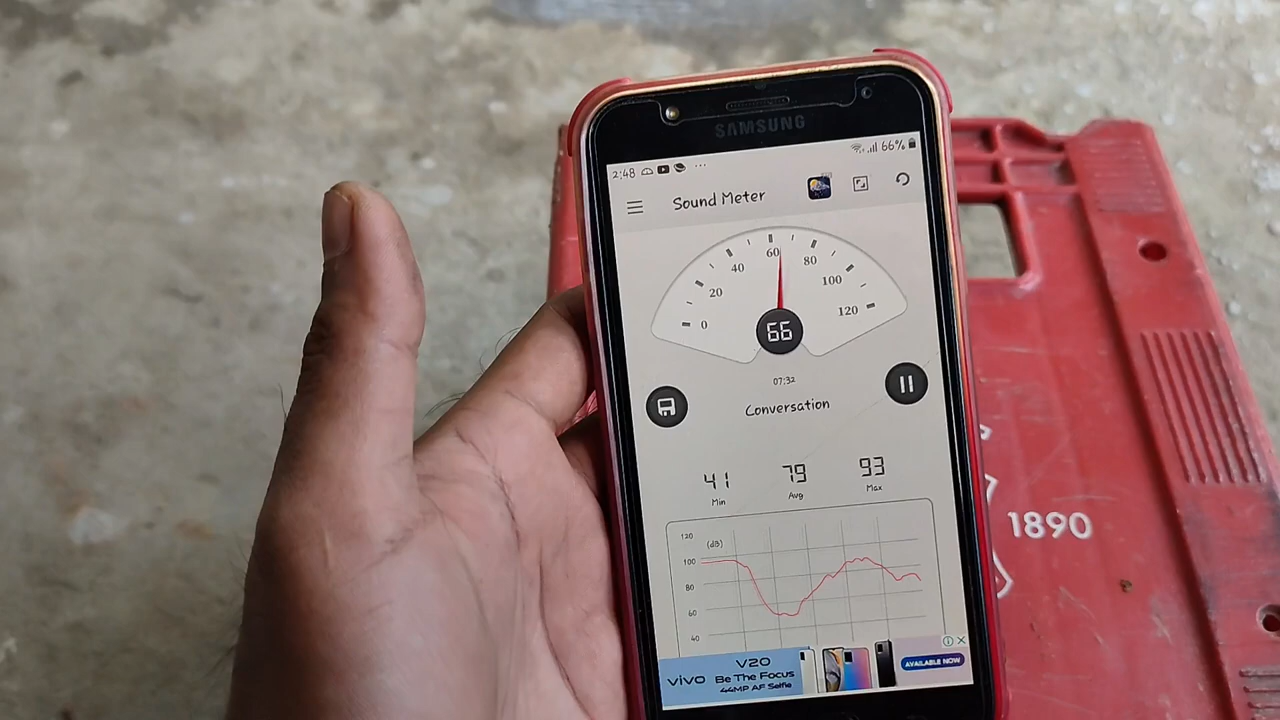 SAMSUNG
2:48 ... 66%
Sound Meter
0 20 40 60 80 100 120
66
07:32
Conversation
41 79 93
Min Avg Max
120
(dB)
100
80
60
40
vivo V20
Be The Focus
44MP AF Selfie
AVAILABLE NOW
1890